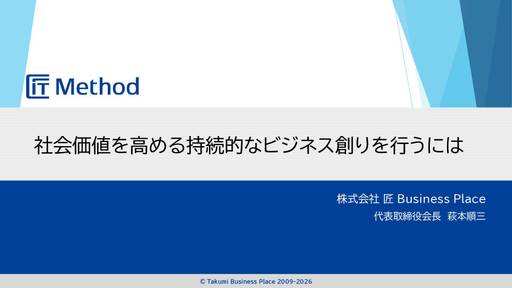 匠 Method
社会価値を高める持続的なビジネス創りを行うには
株式会社 匠 Business Place
代表取締役会長 萩本順三
© Takumi Business Place 2009-2026